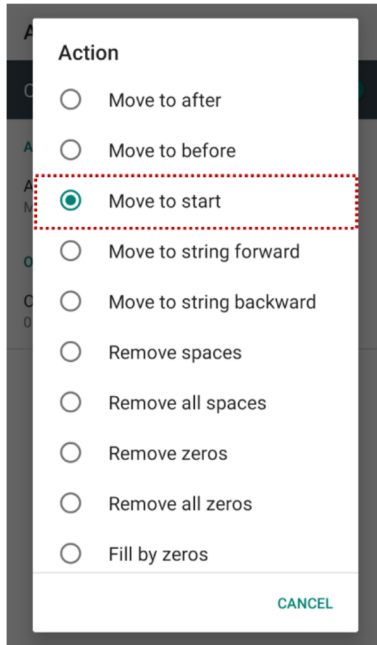 Action
Move to after
Move to before
Move to start
Move to string forward
Move to string backward
Remove spaces
Remove all spaces
Remove zeros
Remove all zeros
Fill by zeros
CANCEL